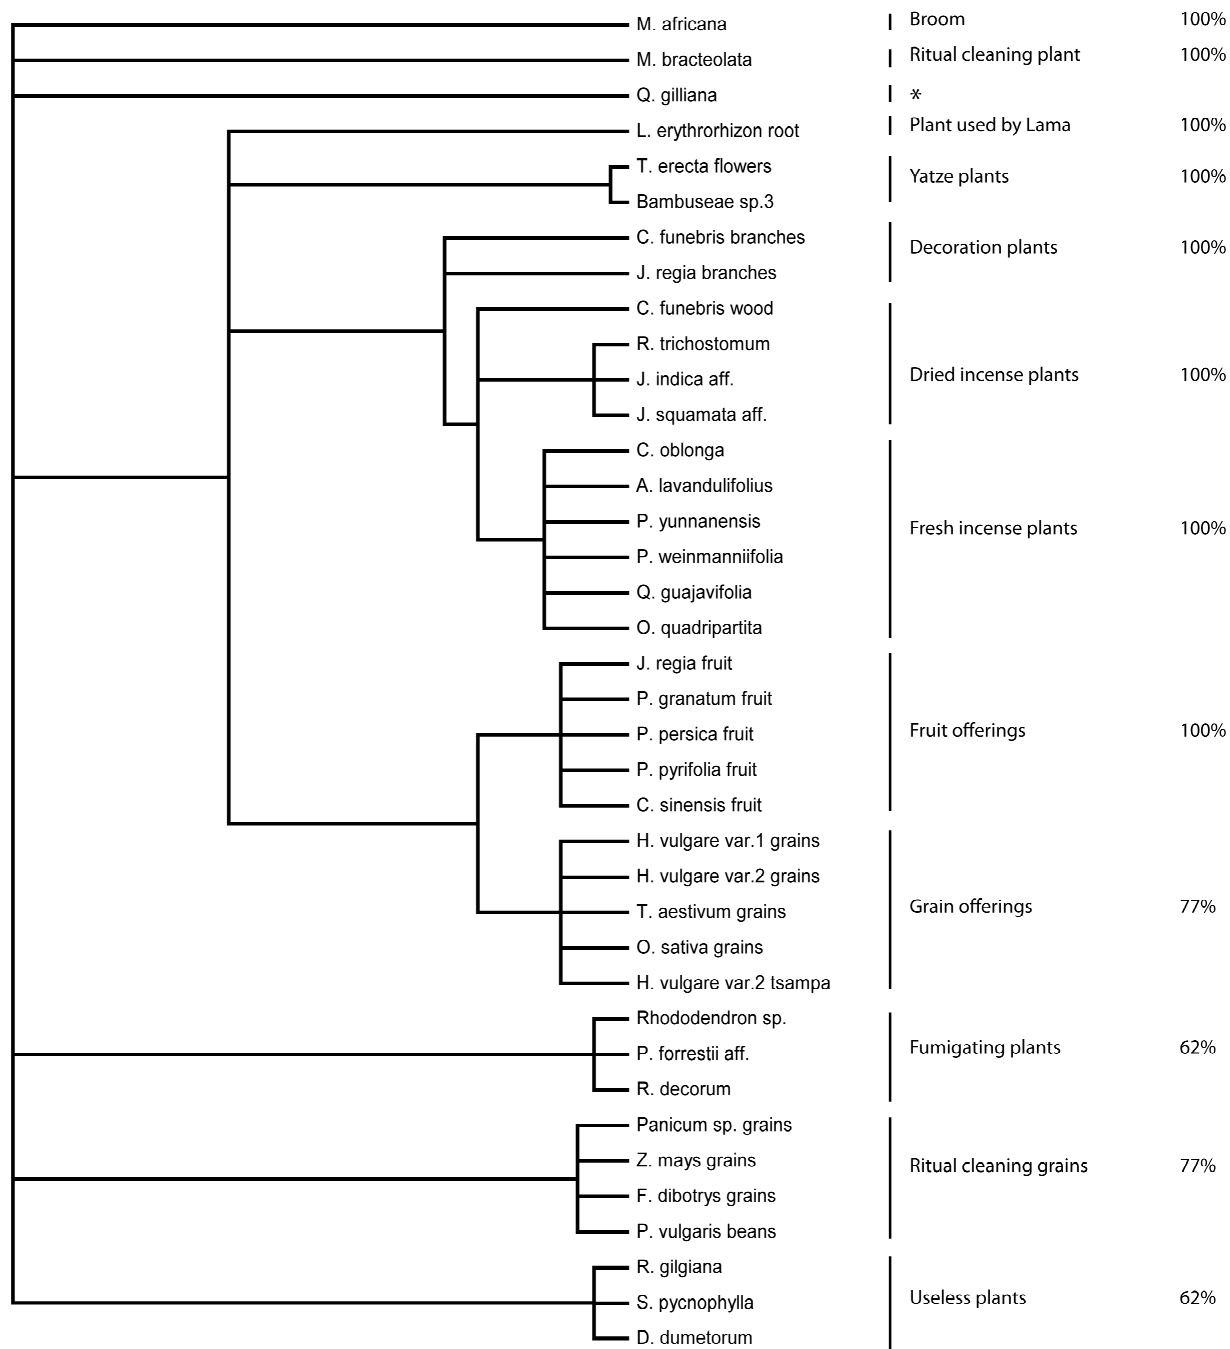 M. africana Broom 100%
M. bracteolata Ritual cleaning plant 100%
Q. gilliana *
L. erythrorhizon root Plant used by Lama 100%
T. erecta flowers
Yatze plants 100%
Bambuseae sp.3
C. funebris branches
Decoration plants 100%
J. regia branches
C. funebris wood
R. trichostomum
Dried incense plants 100%
J. indica aff.
J. squamata aff.
C. oblonga
A. lavandulifolius
P. yunnanensis
Fresh incense plants 100%
P. weinmanniifolia
Q. guajavifolia
O. quadripartita
J. regia fruit
P. granatum fruit
P. persica fruit Fruit offerings 100%
P. pyrifolia fruit
C. sinensis fruit
H. vulgare var.1 grains
H. vulgare var.2 grains
T. aestivum grains Grain offerings 77%
O. sativa grains
H. vulgare var.2 tsampa
Rhododendron sp.
P. forrestii aff. Fumigating plants 62%
R. decorum
Panicum sp. grains
Z. mays grains Ritual cleaning grains 77%
F. dibotrys grains
P. vulgaris beans
R. gilgiana
S. pycnophylla Useless plants 62%
D. dumetorum